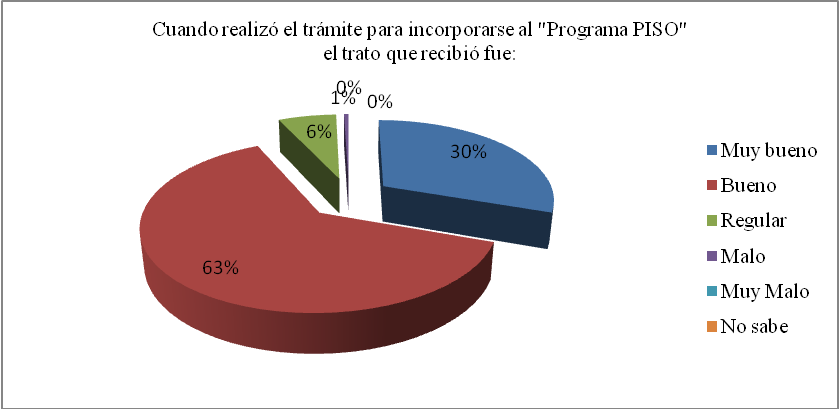 Cuando realizó el trámite para incorporarse al "Programa PISO"
el trato que recibió fue:
0%
1%
0%
6%
30%
63%
Muy bueno
Bueno
Regular
Malo
Muy Malo
No sabe